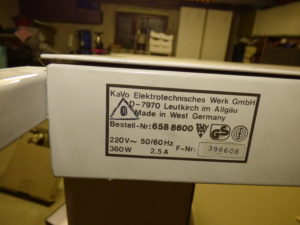 KaVo Elektrotechnisches Werk GmbH
D-7970 Leutkirch im Allgäu
Made in West Germany
Bestell-Nr: 658 8600
220V~ 50/60 Hz
360W 2,5A F-Nr. 398608